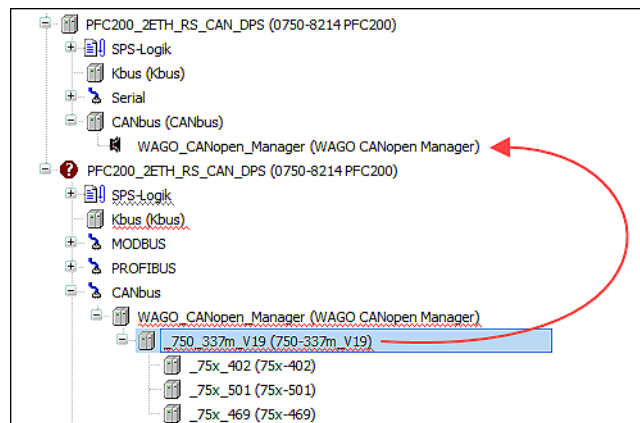 PFC200_2ETH_RS_CAN_DPS (0750-8214 PFC200)
SPS-Logik
Kbus (Kbus)
Serial
CANbus (CANbus)
WAGO_CANopen_Manager (WAGO CANopen Manager)
PFC200_2ETH_RS_CAN_DPS (0750-8214 PFC200)
SPS-Logik
Kbus (Kbus)
MODBUS
PROFIBUS
CANbus
WAGO_CANopen_Manager (WAGO CANopen Manager)
_750_337m_V19 (750-337m_V19)
_75x_402 (75x-402)
_75x_501 (75x-501)
_75x_469 (75x-469)